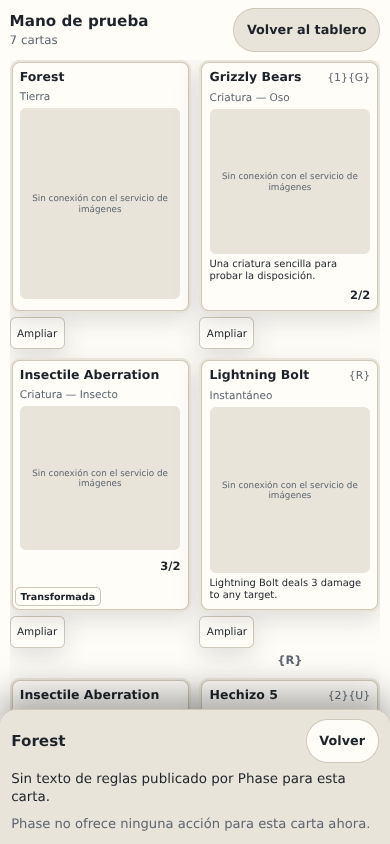 Mano de prueba
7 cartas
Volver al tablero
Forest
Tierra
Sin conexión con el servicio de
imágenes
Ampliar
Grizzly Bears {1}{G}
Criatura — Oso
Sin conexión con el servicio de
imágenes
Una criatura sencilla para
probar la disposición.
2/2
Ampliar
Insectile Aberration
Criatura — Insecto
Sin conexión con el servicio de
imágenes
3/2
Transformada
Ampliar
Lightning Bolt {R}
Instantáneo
Sin conexión con el servicio de
imágenes
Lightning Bolt deals 3 damage
to any target.
Ampliar
{R}
Insectile Aberration
Hechizo 5 {2}{U}
Forest
Volver
Sin texto de reglas publicado por Phase para esta
carta.
Phase no ofrece ninguna acción para esta carta ahora.